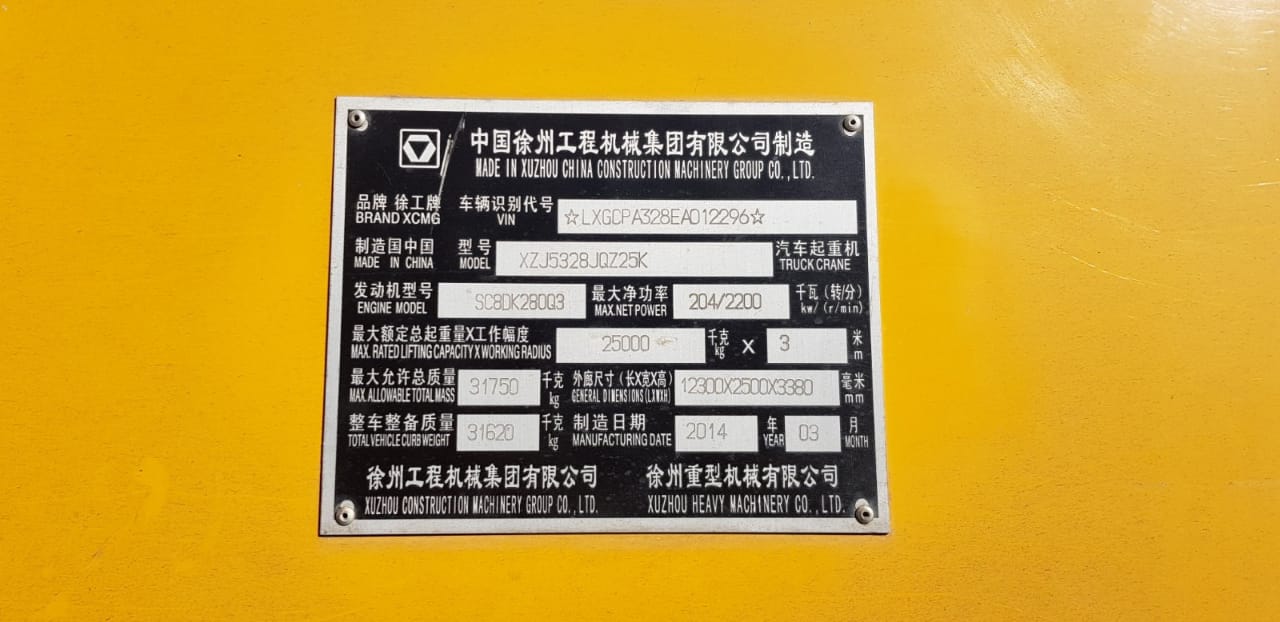 中国徐州工程机械集团有限公司制造
MADE IN XUZHOU CHINA CONSTRUCTION MACHINERY GROUP CO.,LTD.
品牌 徐工牌 车辆识别代号 ☆LXGCPA328EA012296☆
BRAND XCMG VIN
制造国中国 型号 XZJ5328JQZ25K 汽车起重机
MADE IN CHINA MODEL TRUCK CRANE
发动机型号 SC8DK280Q3 最大净功率 204/2200 千瓦（转/分）
ENGINE MODEL MAX.NET POWER kw/（r/min）
最大额定总起重量X工作幅度 25000 千克 X 3 米
MAX. RATED LIFTING CAPACITY X WORKING RADIUS kg m
最大允许总质量 31750 千克 外廊尺寸（长X宽X高） 12300X2500X3380 毫米
MAX. ALLOWABLE TOTAL MASS kg GENERAL DIMENSIONS(LXWXH) mm
整车整备质量 31620 千克 制造日期 2014 年 03 月
TOTAL VEHICLE CURB WEIGHT kg MANUFACTURING DATE YEAR MONTH
徐州工程机械集团有限公司 徐州重型机械有限公司
XUZHOU CONSTRUCTION MACHINERY GROUP CO.,LTD. XUZHOU HEAVY MACHINERY CO.,LTD.